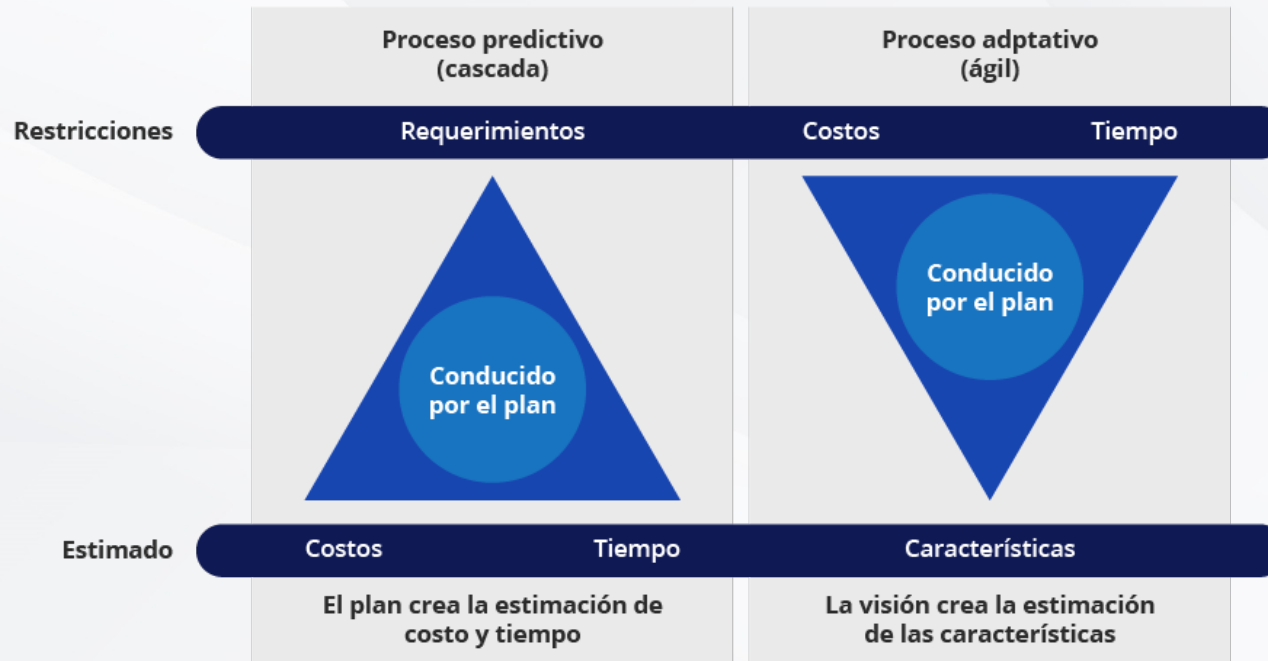 Proceso predictivo
(cascada)
Proceso adptativo
(ágil)
Restricciones
Requerimientos
Costos
Tiempo
Conducido
por el plan
Conducido
por el plan
Estimado
Costos
Tiempo
Características
El plan crea la estimación de
costo y tiempo
La visión crea la estimación
de las características